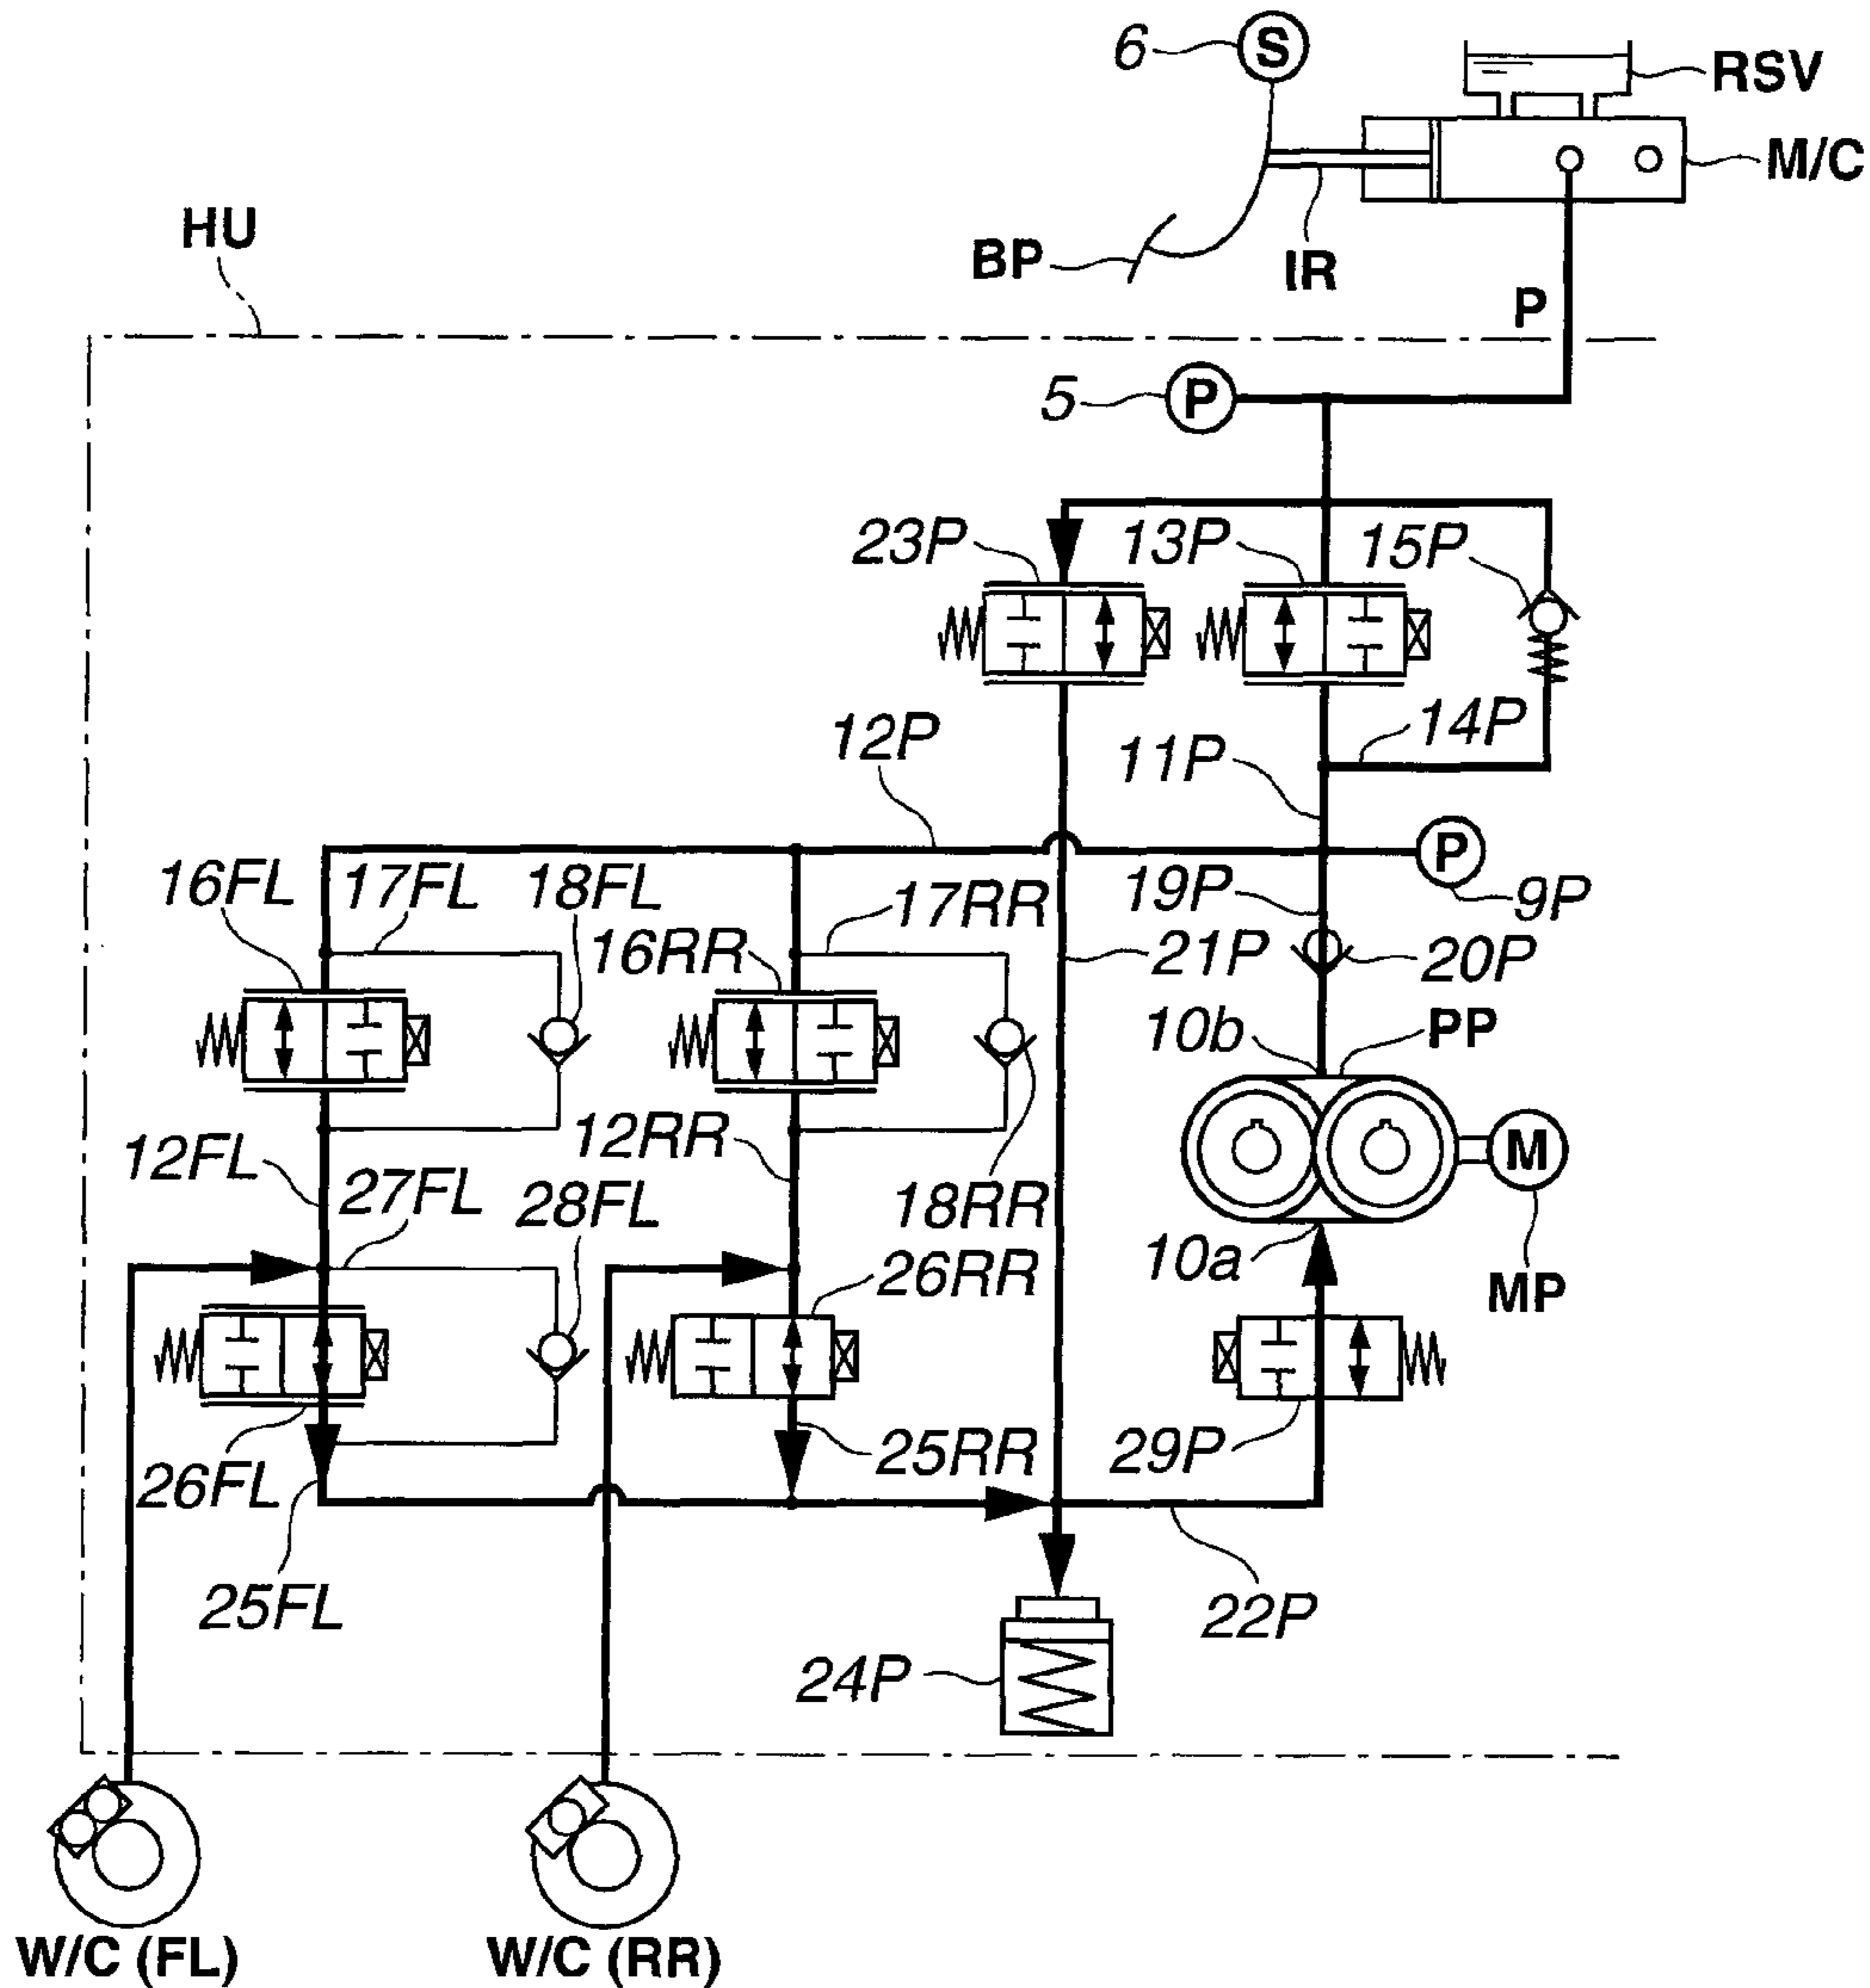 6
S
RSV
M/C
HU
BP
IR
P
5
P
23P
13P
15P
12P
11P
14P
16FL
17FL
18FL
17RR
19P
P
9P
16RR
21P
20P
10b
PP
12FL
12RR
M
27FL
28FL
18RR
10a
26RR
MP
26FL
25RR
29P
25FL
22P
24P
W/C (FL)
W/C (RR)